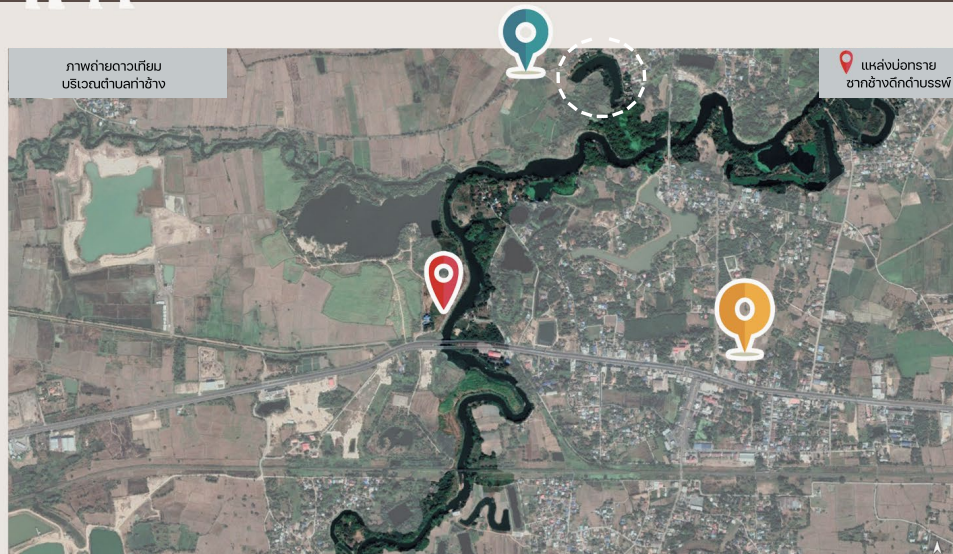 ภาพถ่ายดาวเทียม
บริเวณตำบลท่าช้าง
แหล่งบ่อทราย
ซากช้างดึกดำบรรพ์